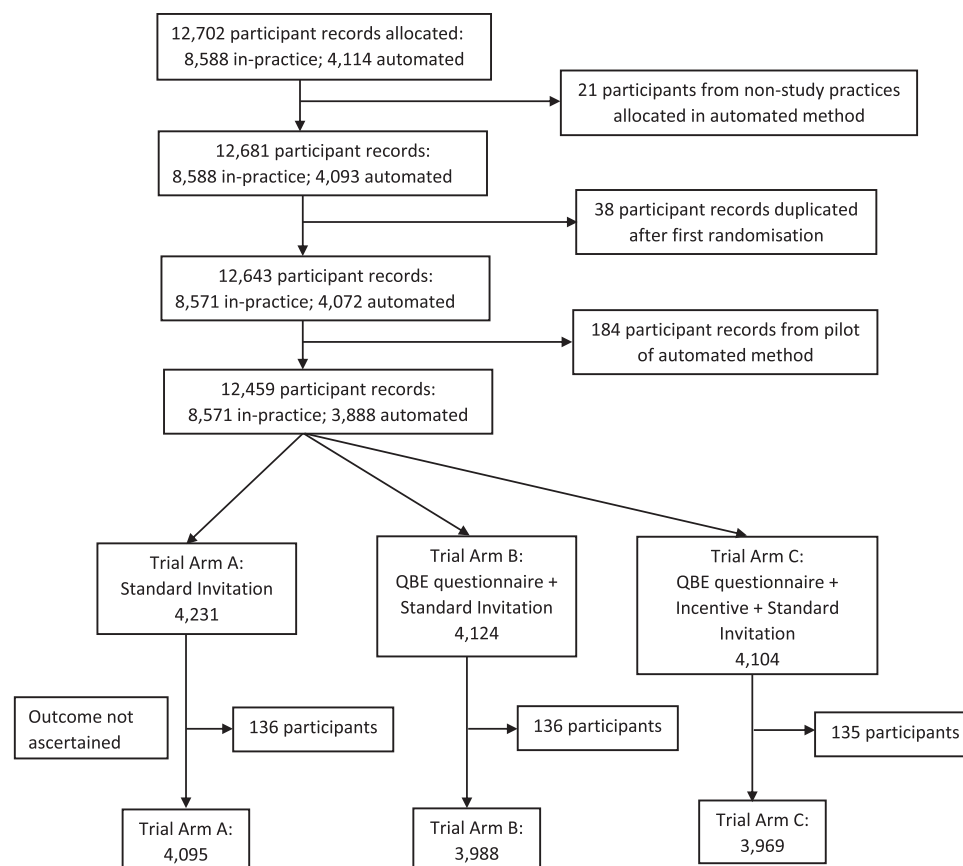 12,702 participant records allocated:
8,588 in-practice; 4,114 automated
21 participants from non-study practices
allocated in automated method
12,681 participant records:
8,588 in-practice; 4,093 automated
38 participant records duplicated
after first randomisation
12,643 participant records:
8,571 in-practice; 4,072 automated
184 participant records from pilot
of automated method
12,459 participant records:
8,571 in-practice; 3,888 automated
Trial Arm A:
Standard Invitation
4,231
Trial Arm B:
QBE questionnaire +
Standard Invitation
4,124
Trial Arm C:
QBE questionnaire +
Incentive + Standard
Invitation
4,104
Outcome not
ascertained
136 participants
136 participants
135 participants
Trial Arm A:
4,095
Trial Arm B:
3,988
Trial Arm C:
3,969